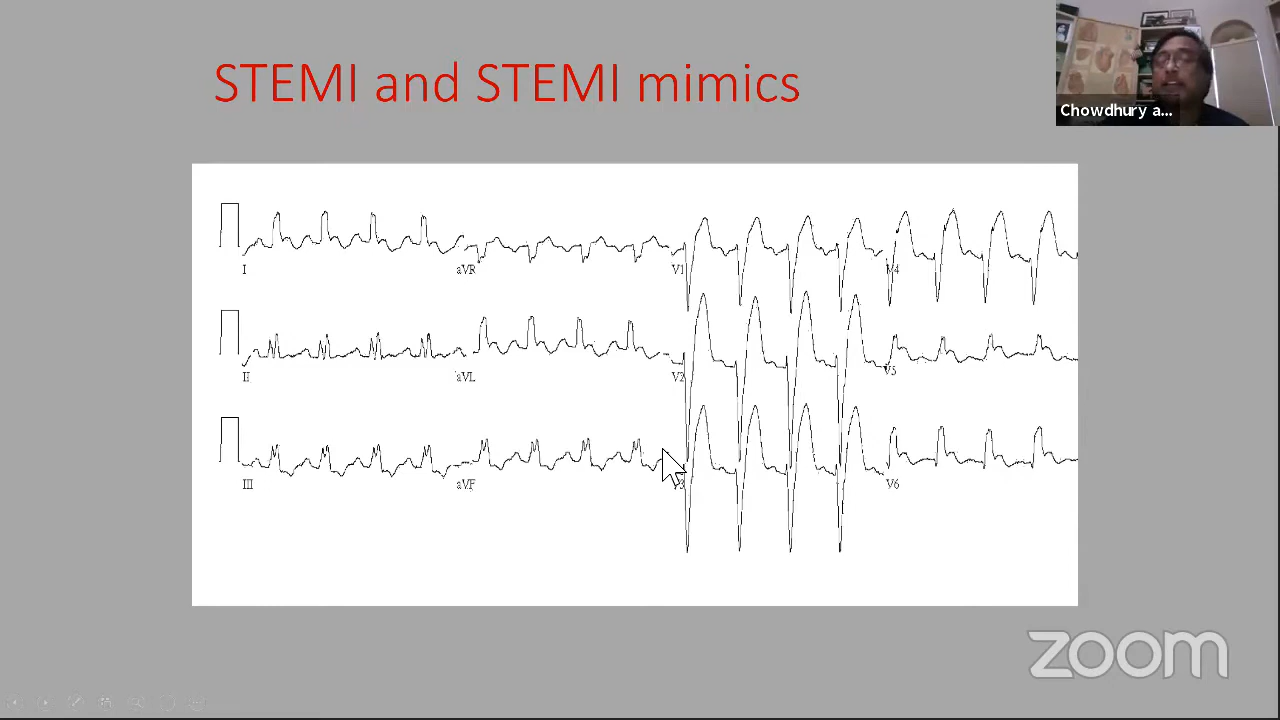 STEMI and STEMI mimics
Chowdhury a...
I
aVR
V1
V4
II
aVL
V2
V5
III
aVF
V3
V6
zoom